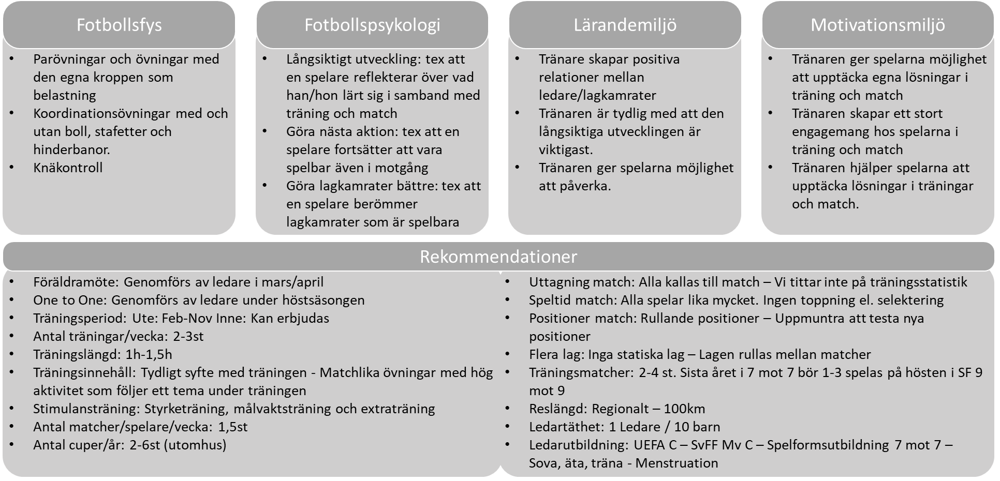 Fotbollsfys
Parövningar och övningar med
den egna kroppen som
belastning
Koordinationsövningar med och
utan boll, stafetter och
hinderbanor.
Knäkontroll
Fotbollspsykologi
Långsiktigt utveckling: tex att
en spelare reflekterar över vad
han/hon lärt sig i samband med
träning och match
Göra nästa aktion: tex att en
spelare fortsätter att vara
spelbar även i motgång
Göra lagkamrater bättre: tex att
en spelare berömmer
lagkamrater som är spelbara
Lärandemiljö
Tränare skapar positiva
relationer mellan
ledare/lagkamrater
Tränaren är tydlig med att den
långsiktiga utvecklingen är
viktigast.
Tränaren ger spelarna möjlighet
att påverka.
Motivationsmiljö
Tränaren ger spelarna möjlighet
att upptäcka egna lösningar i
träning och match
Tränaren skapar ett stort
engagemang hos spelarna i
träning och match
Tränaren hjälper spelarna att
upptäcka lösningar i träningar
och match.
Rekommendationer
Föräldramöte: Genomförs av ledare i mars/april
One to One: Genomförs av ledare under höstsäsongen
Träningsperiod: Ute: Feb-Nov Inne: Kan erbjudas
Antal träningar/vecka: 2-3st
Träningslängd: 1h-1,5h
Träningsinnehåll: Tydligt syfte med träningen - Matchlika övningar med hög
aktivitet som följer ett tema under träningen
Stimulansträning: Styrketräning, målvaktsträning och extraträning
Antal matcher/spelare/vecka: 1,5st
Antal cuper/år: 2-6st (utomhus)
Uttagning match: Alla kallas till match – Vi tittar inte på träningsstatistik
Speltid match: Alla spelar lika mycket. Ingen toppning el. selektering
Positioner match: Rullande positioner – Uppmuntra att testa nya
positioner
Flera lag: Inga statiska lag – Lagen rullas mellan matcher
Träningsmatcher: 2-4 st. Sista året i 7 mot 7 bör 1-3 spelas på hösten i SF 9
mot 9
Reslängd: Regionalt – 100km
Ledartäthet: 1 Ledare / 10 barn
Ledarutbildning: UEFA C – SvFF Mv C – Spelformsutbildning 7 mot 7 –
Sova, äta, träna - Menstruation